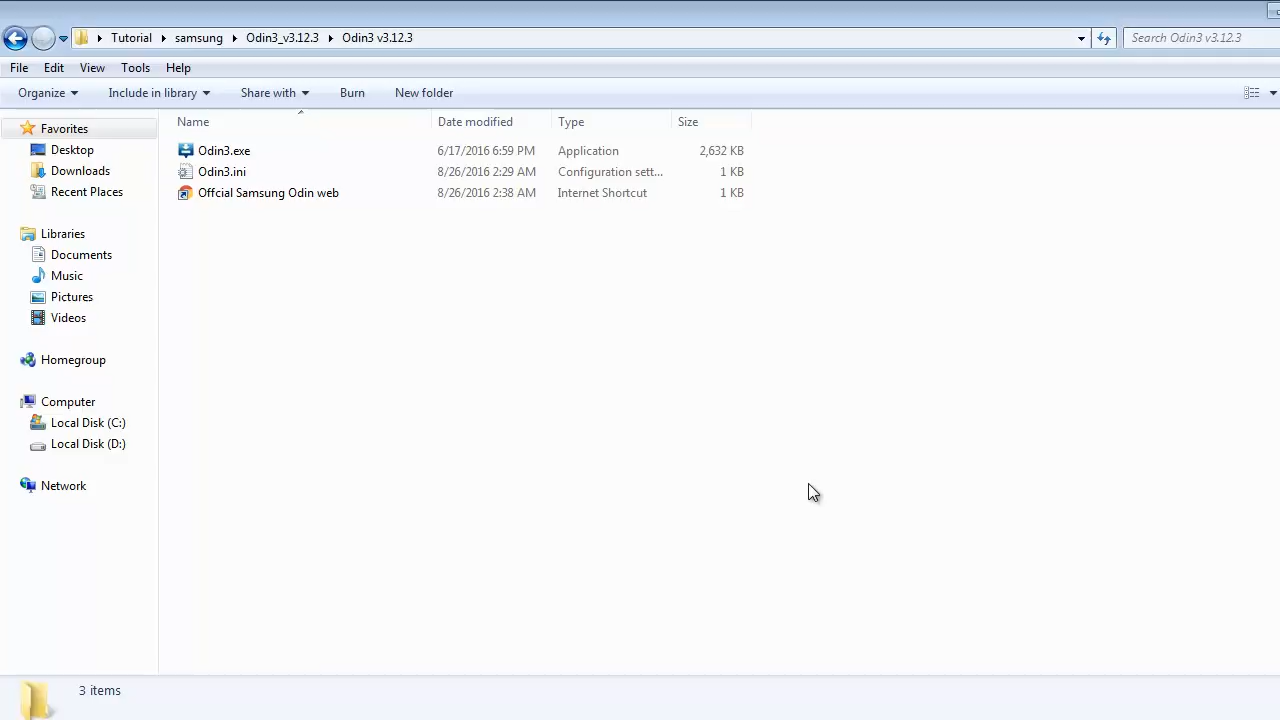 Tutorial samsung Odin3_v3.12.3 Odin3 v3.12.3 Search Odin3 v3.12.3
File Edit View Tools Help
Organize Include in library Share with Burn New folder
Name Date modified Type Size
Favorites
Desktop
Downloads
Recent Places
Libraries
Documents
Music
Pictures
Videos
Homegroup
Computer
Local Disk (C:)
Local Disk (D:)
Network
Odin3.exe 6/17/2016 6:59 PM Application 2,632 KB
Odin3.ini 8/26/2016 2:29 AM Configuration sett... 1 KB
Offcial Samsung Odin web 8/26/2016 2:38 AM Internet Shortcut 1 KB
3 items